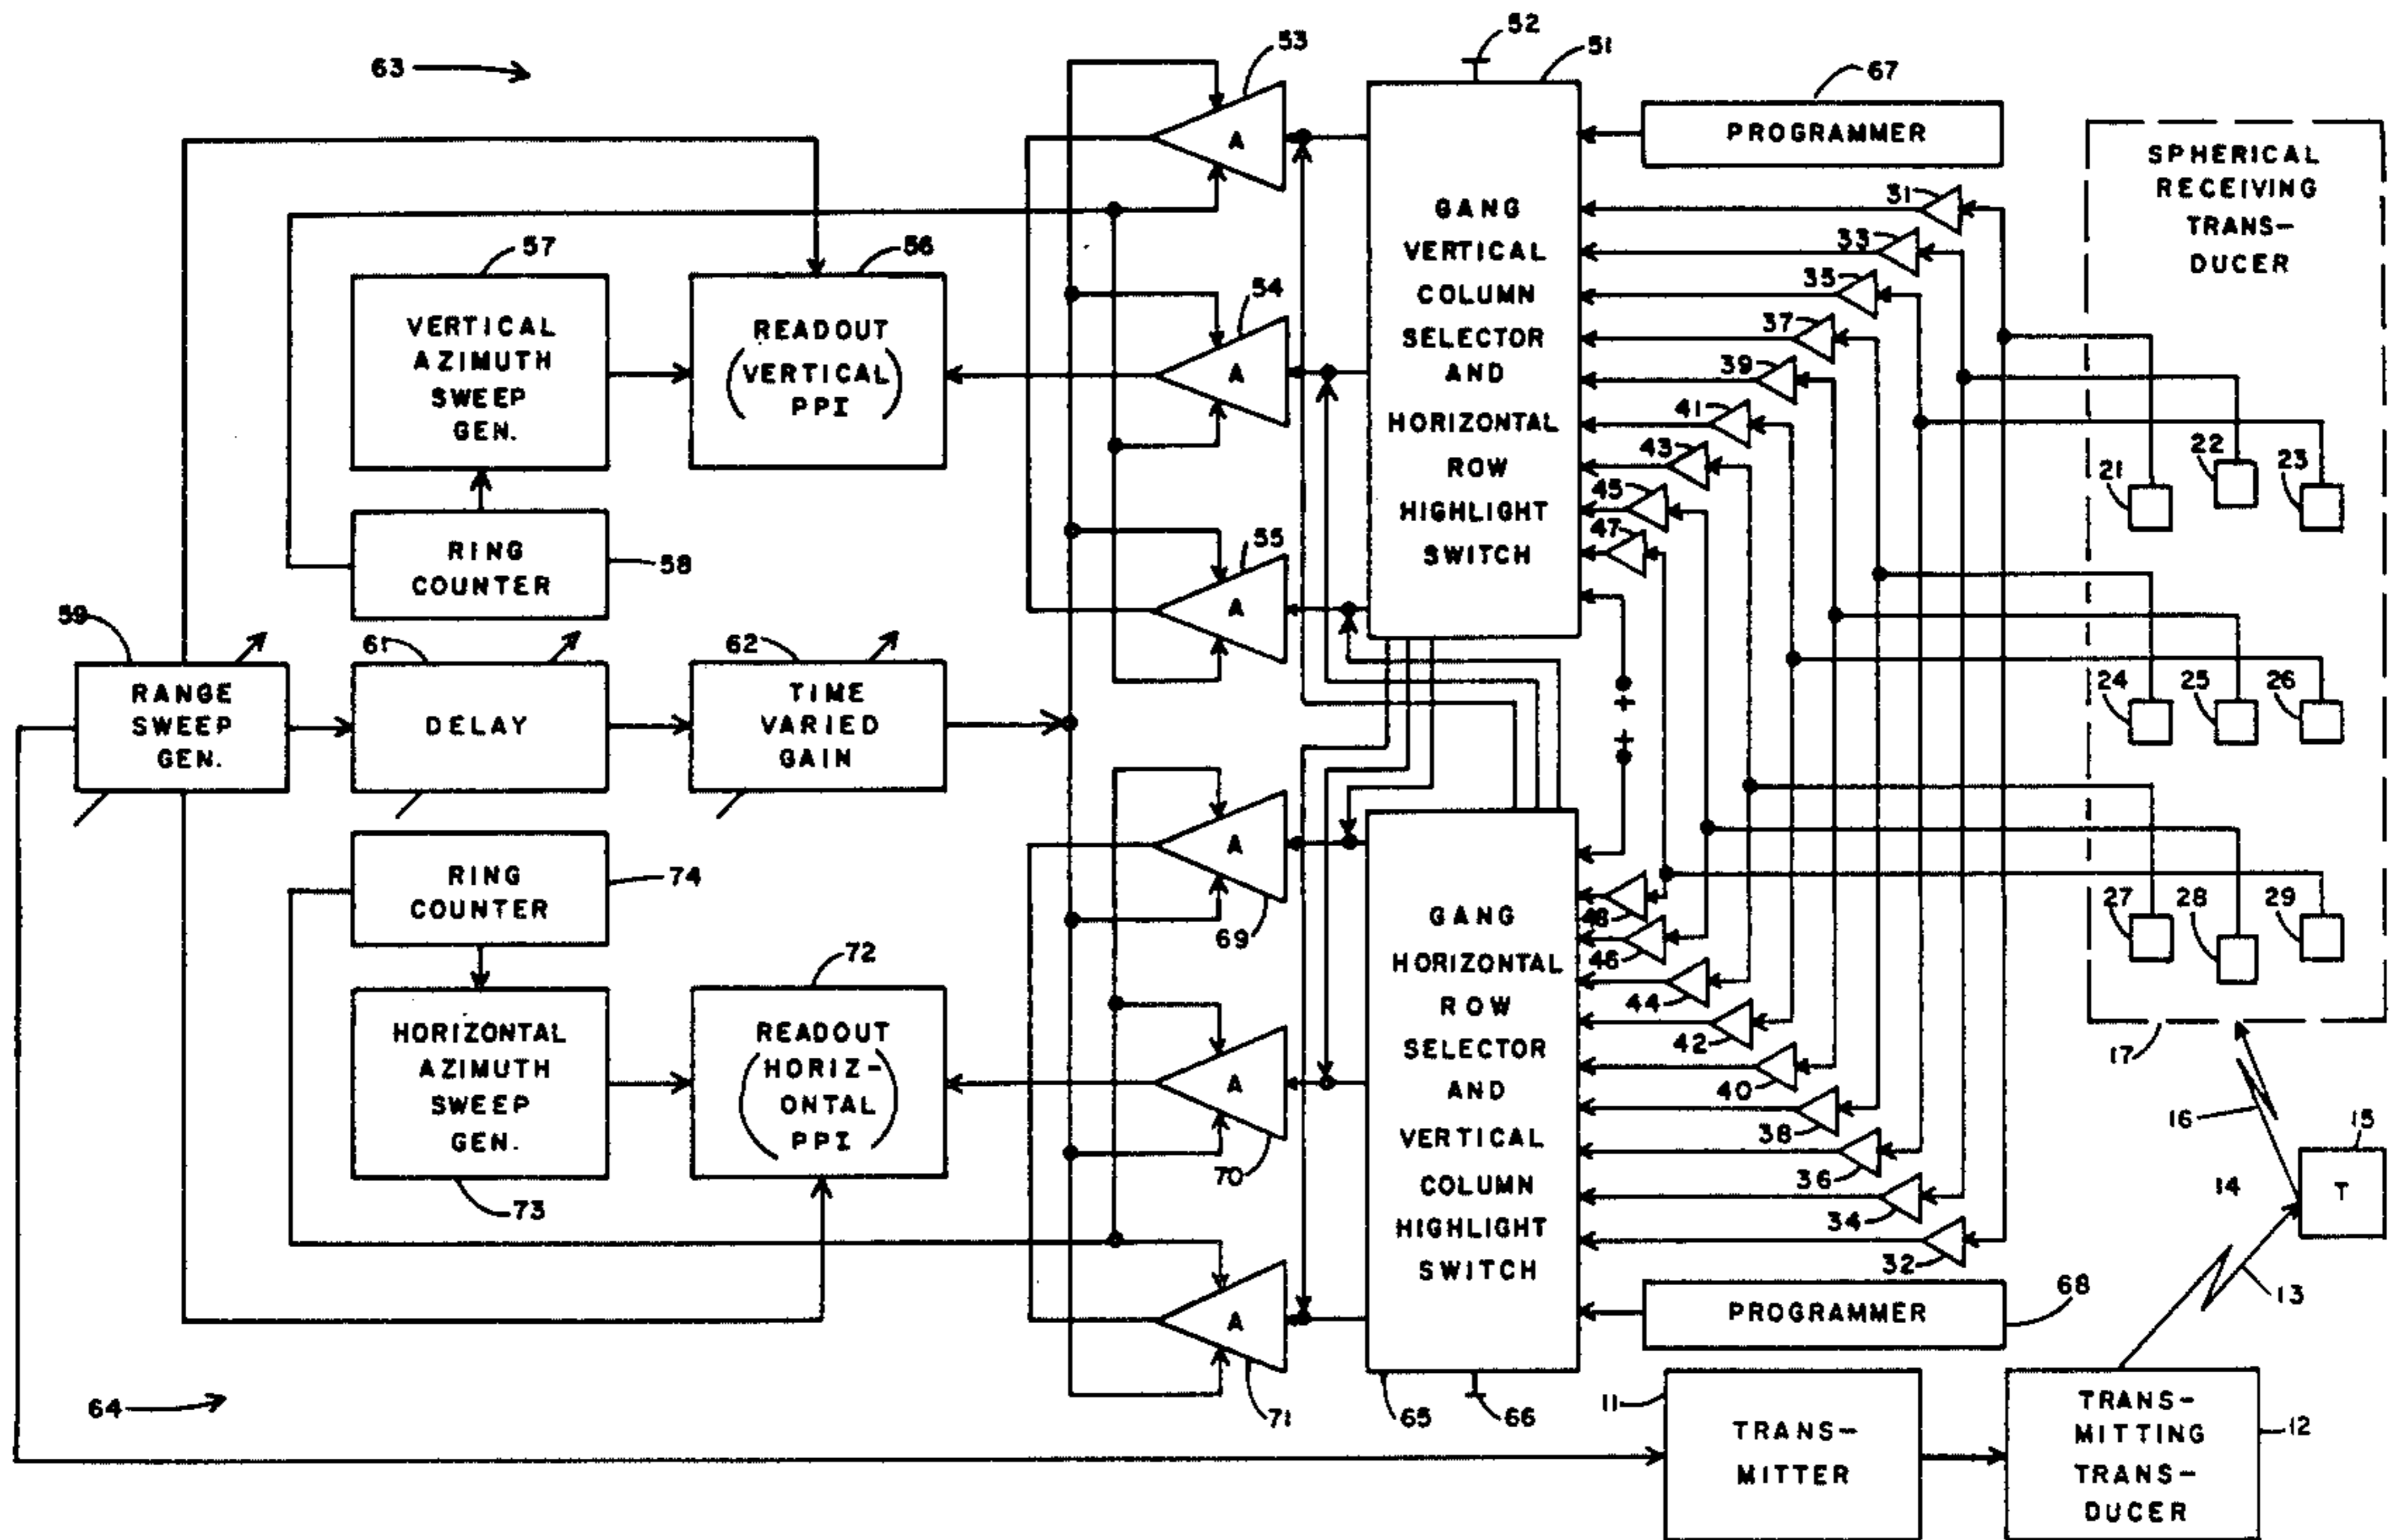 63
53
A
52
51
67
PROGRAMMER
SPHERICAL
RECEIVING
TRANS-
DUCER
31
33
35
37
39
41
43
45
47
GANG
VERTICAL
COLUMN
SELECTOR
AND
HORIZONTAL
ROW
HIGHLIGHT
SWITCH
57
VERTICAL
AZIMUTH
SWEEP
GEN.
56
READOUT
(VERTICAL)
PPI
54
A
21
22
23
RING
COUNTER
58
55
A
59
RANGE
SWEEP
GEN.
61
DELAY
62
TIME
VARIED
GAIN
+
+
24
25
26
RING
COUNTER
74
A
69
27
28
29
48
46
44
42
40
38
36
34
32
GANG
HORIZONTAL
ROW
SELECTOR
AND
VERTICAL
COLUMN
HIGHLIGHT
SWITCH
HORIZONTAL
AZIMUTH
SWEEP
GEN.
73
72
READOUT
(HORIZ-
ONTAL)
PPI
A
70
17
16
15
T
14
13
A
71
PROGRAMMER
68
64
65
66
11
TRANS-
MITTER
TRANS-
MITTING
TRANS-
DUCER
12